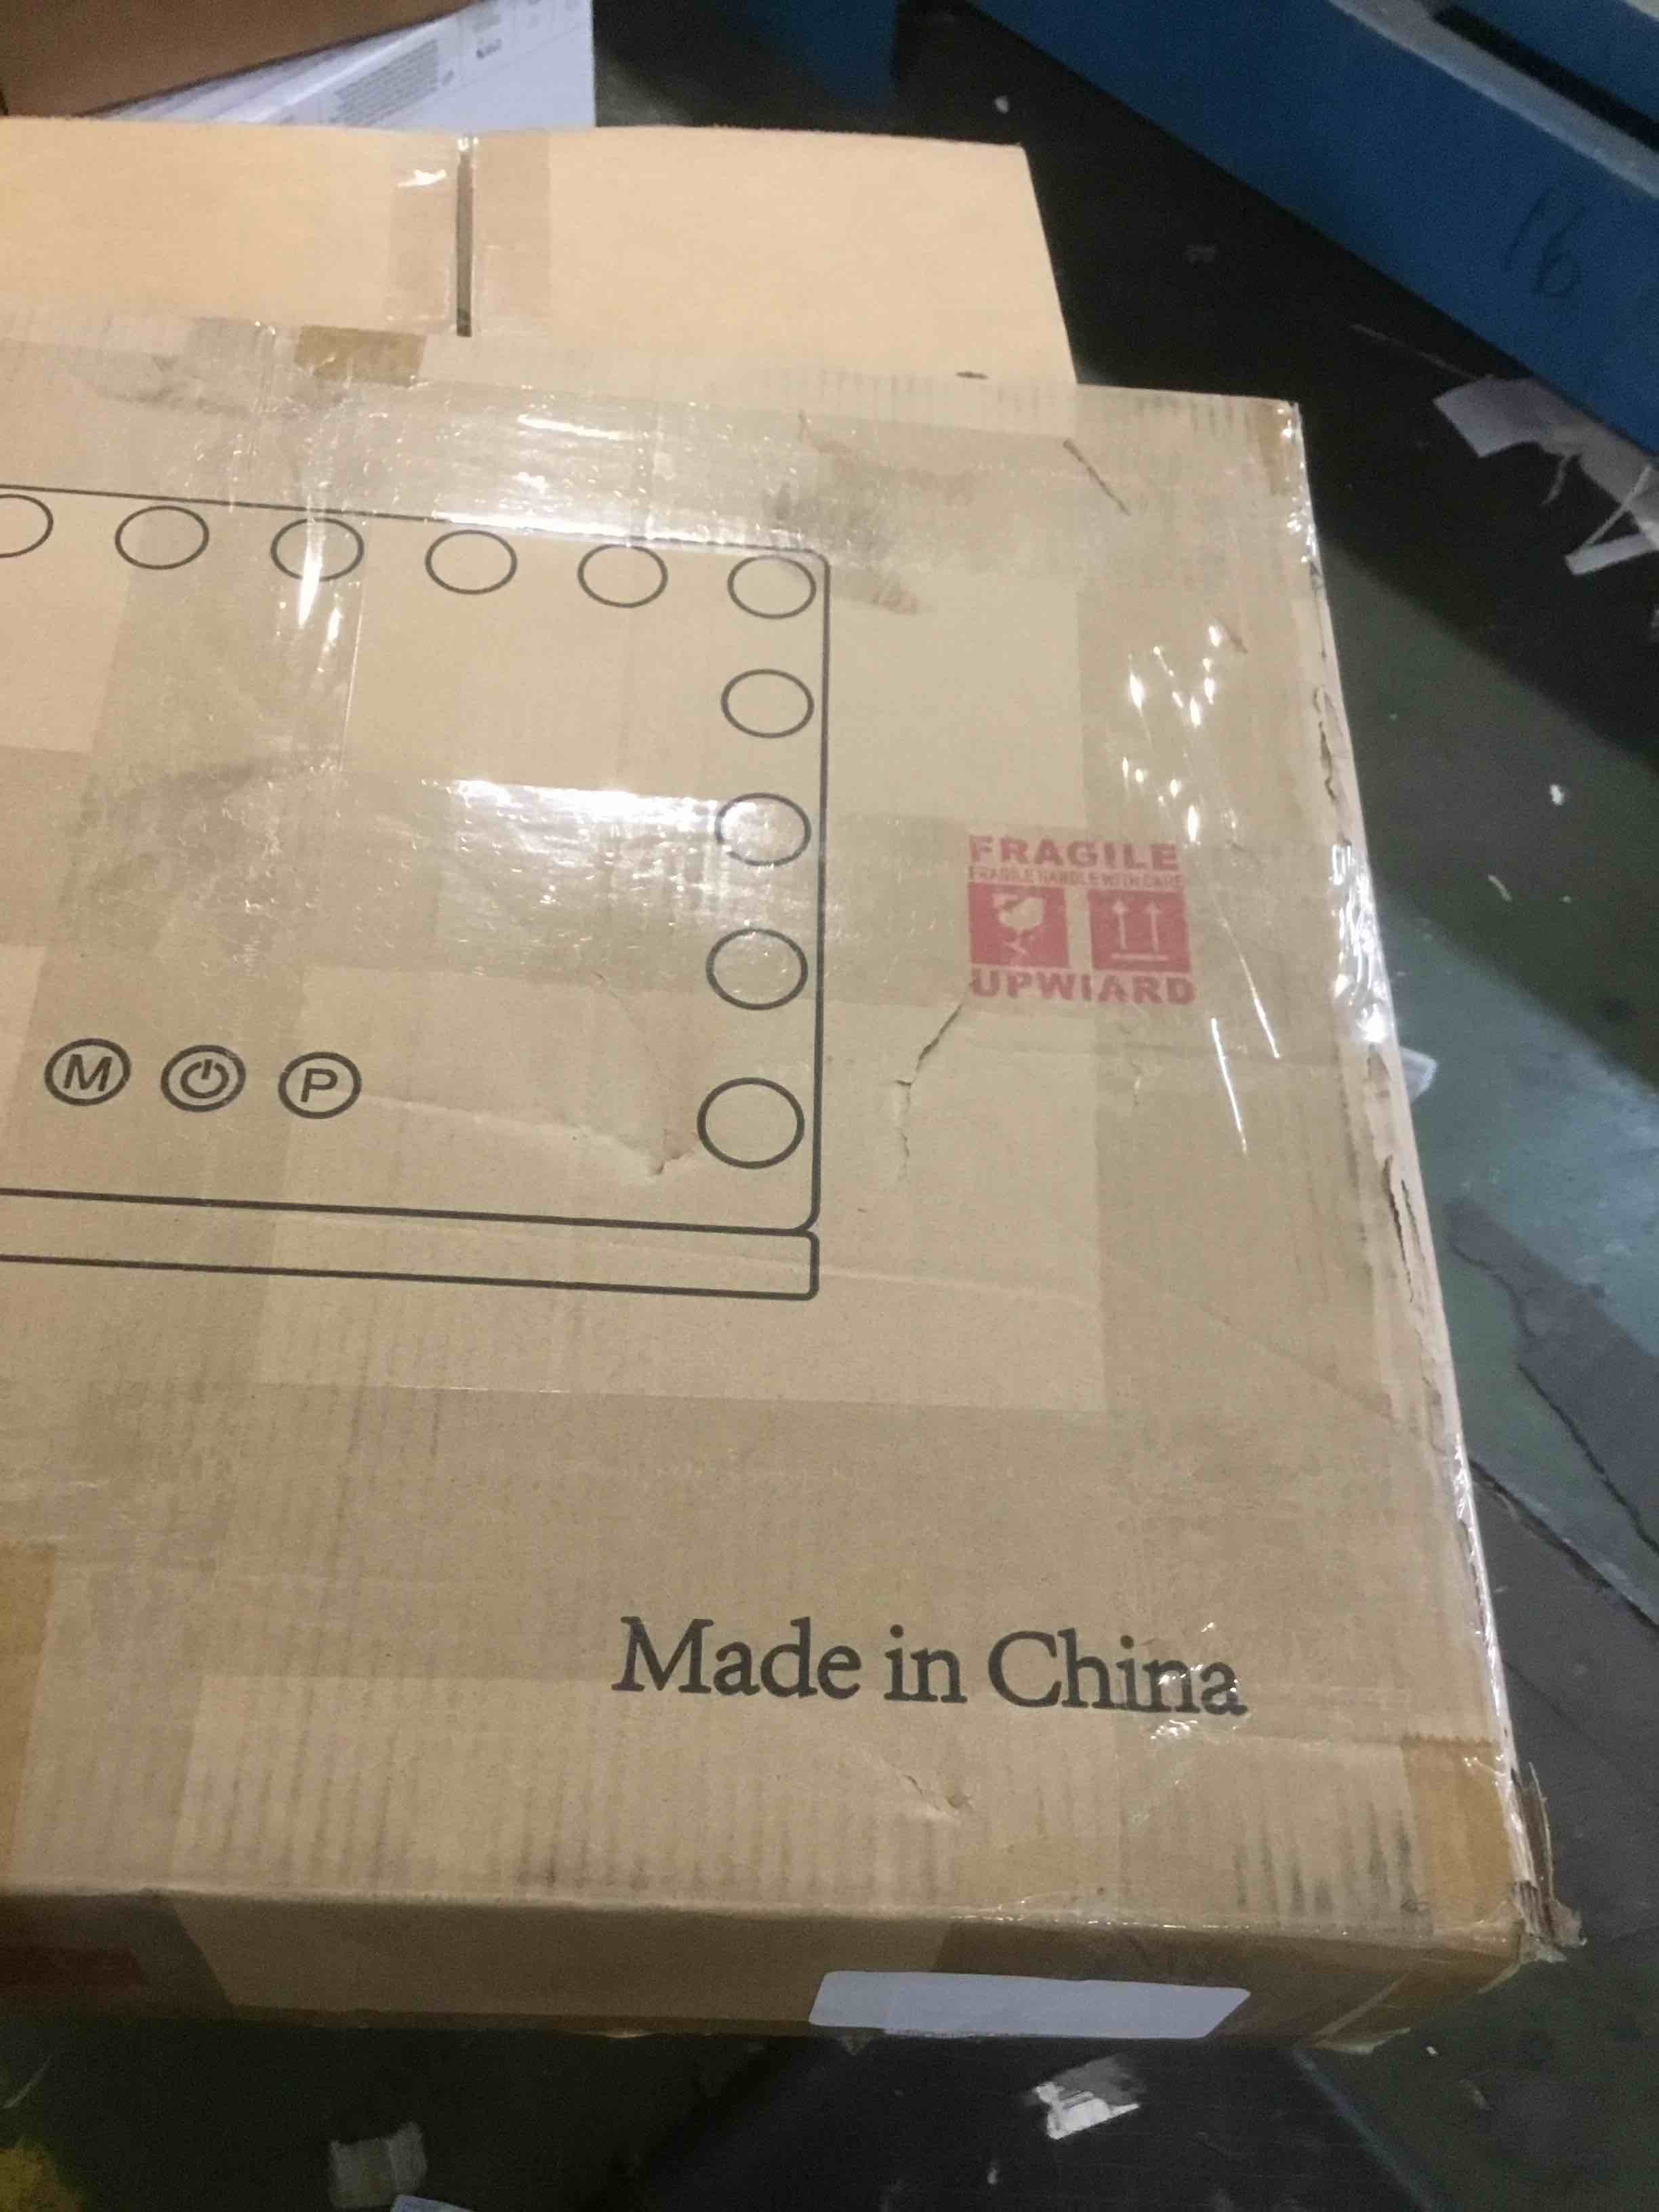 M P
FRAGILE
FRAGILE HANDLE WITH CARE
UPWIARD
Made in China